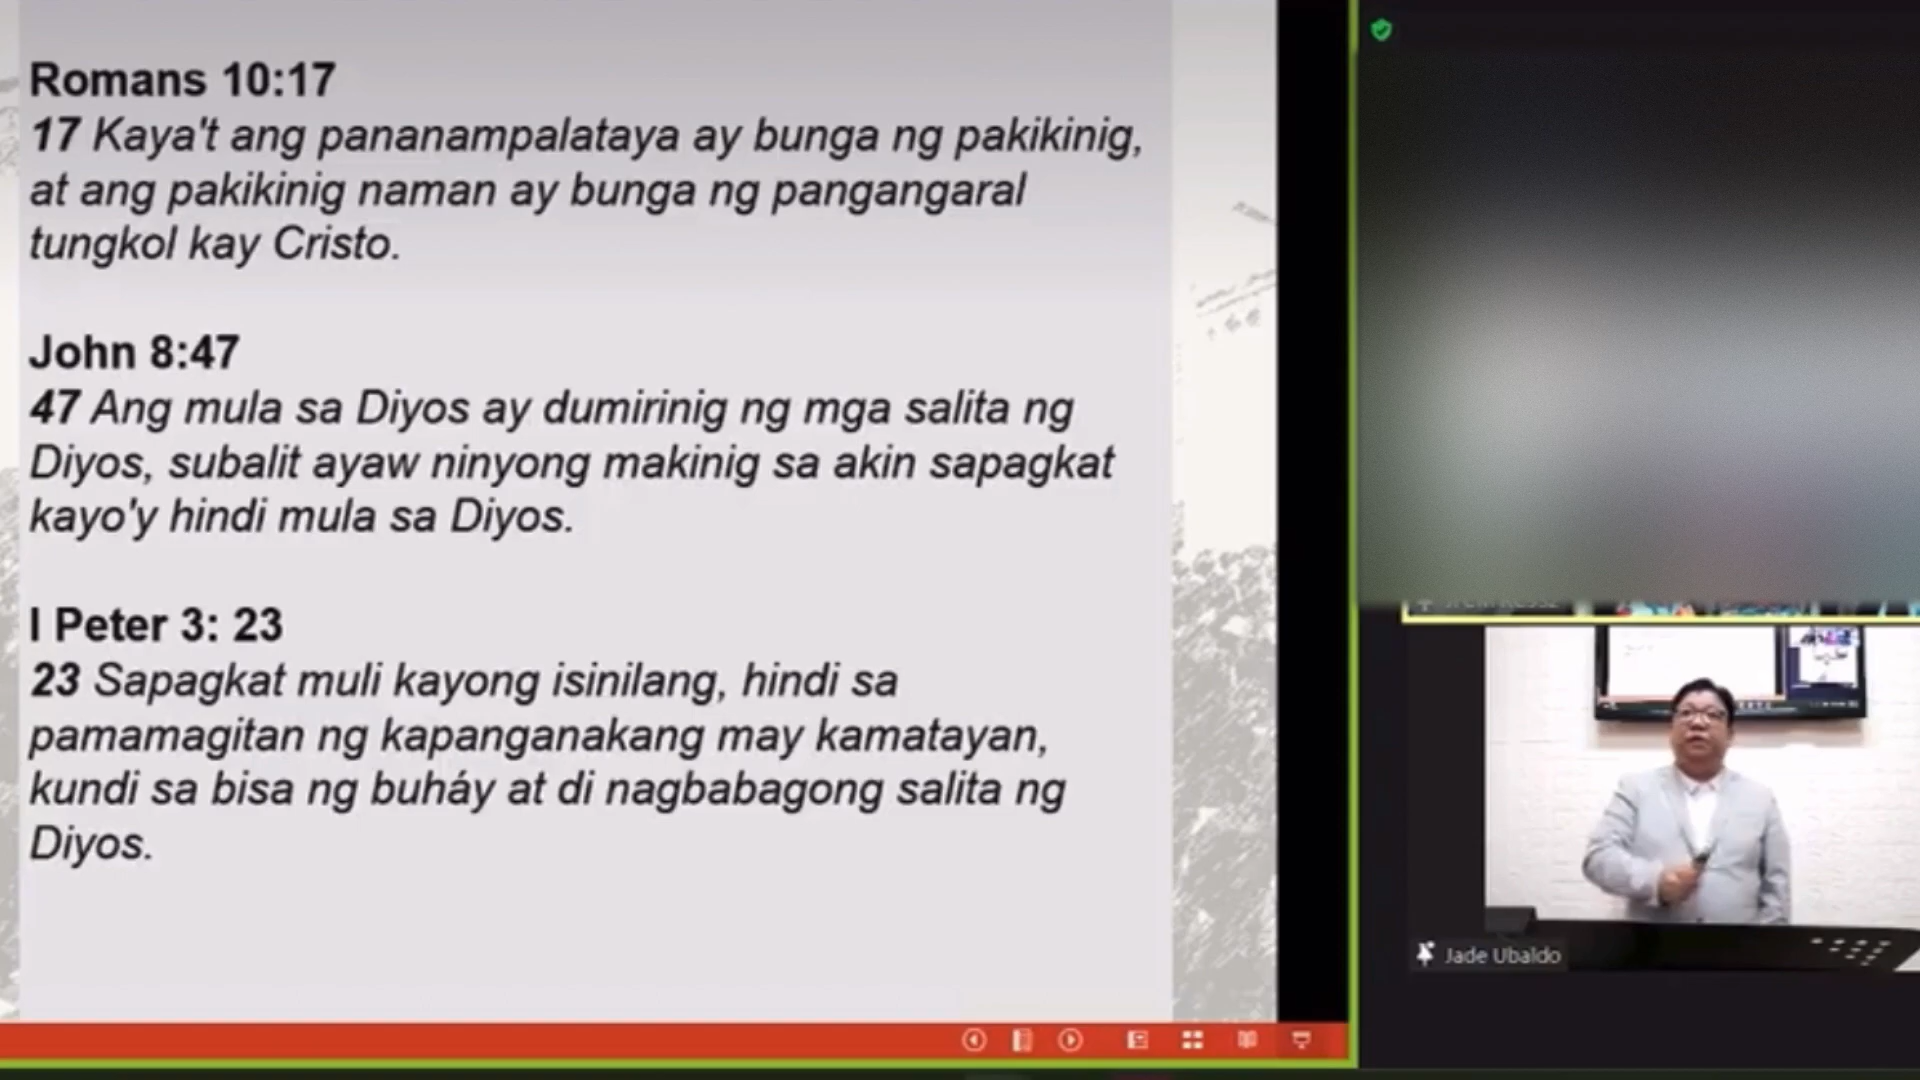 Romans 10:17
17 Kaya't ang pananampalataya ay bunga ng pakikinig,
at ang pakikinig naman ay bunga ng pangangaral
tungkol kay Cristo.
John 8:47
47 Ang mula sa Diyos ay dumirinig ng mga salita ng
Diyos, subalit ayaw ninyong makinig sa akin sapagkat
kayo'y hindi mula sa Diyos.
I Peter 3: 23
23 Sapagkat muli kayong isinilang, hindi sa
pamamagitan ng kapanganakang may kamatayan,
kundi sa bisa ng buháy at di nagbabagong salita ng
Diyos.
Jade Ubaldo